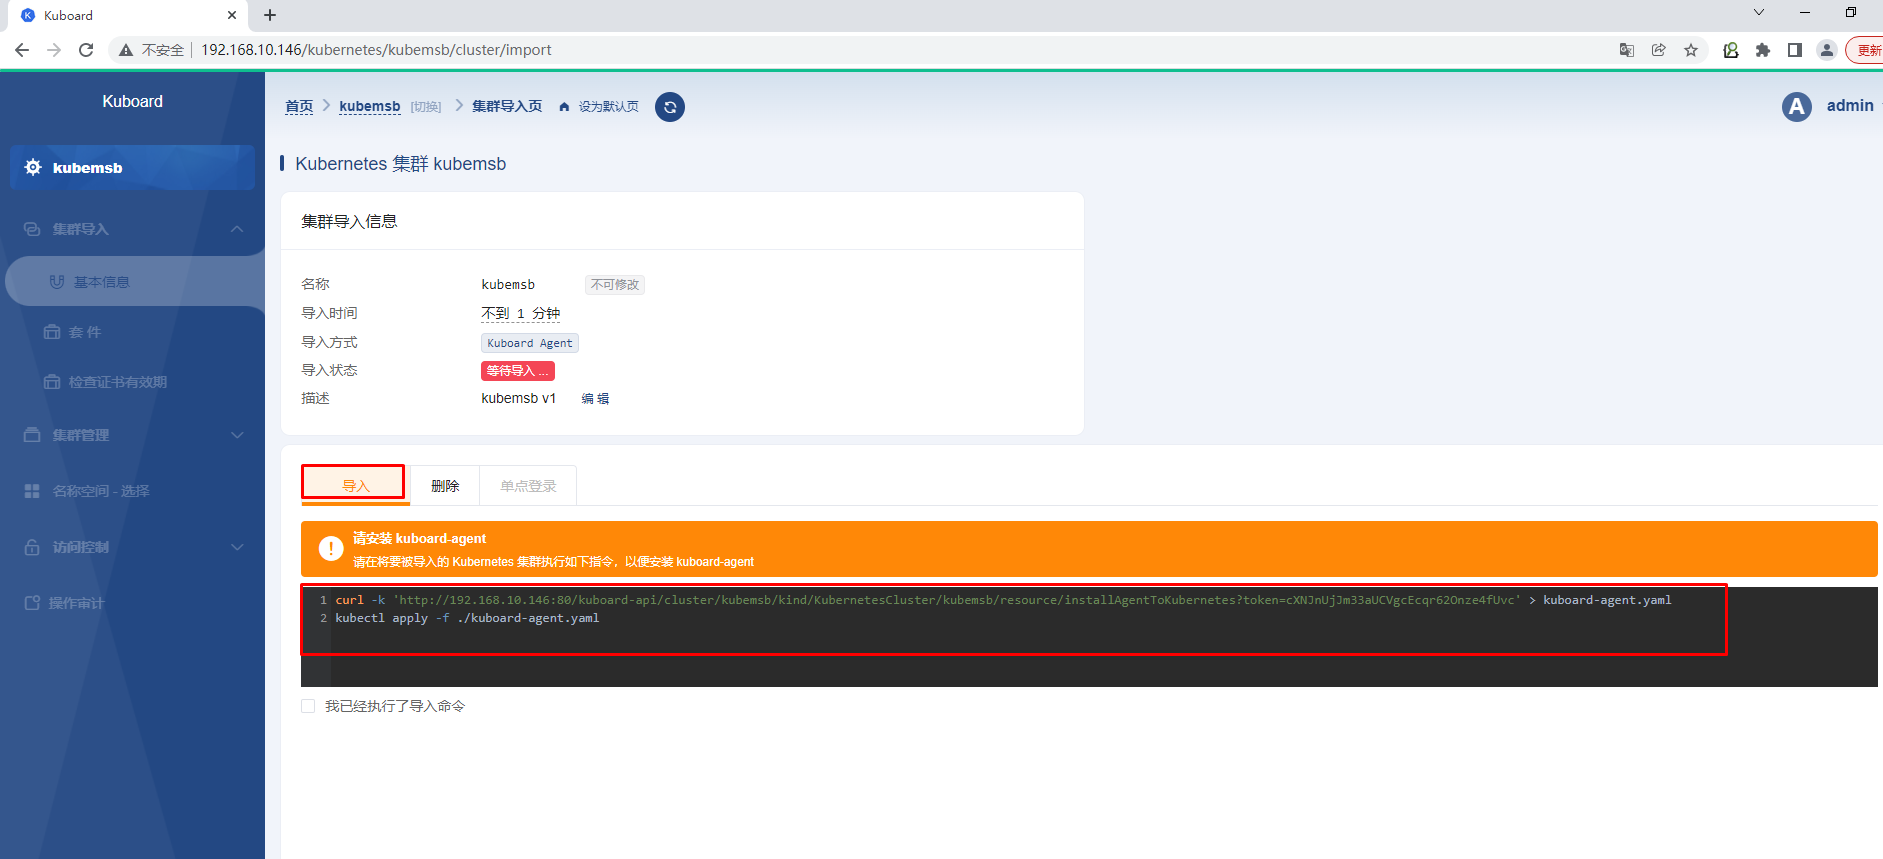 Kuboard
不安全 192.168.10.146/kubernetes/kubemsb/cluster/import
更新
Kuboard
首页 kubemsb [切换] 集群导入页 设为默认页
A admin
kubemsb
集群导入
基本信息
套件
检查证书有效期
集群管理
名称空间 - 选择
访问控制
操作审计
Kubernetes 集群 kubemsb
集群导入信息
名称 kubemsb 不可修改
导入时间 不到 1 分钟
导入方式 Kuboard Agent
导入状态 等待导入 ...
描述 kubemsb v1 编 辑
导入 删除 单点登录
请安装 kuboard-agent
请在将要被导入的 Kubernetes 集群执行如下指令，以便安装 kuboard-agent
1 curl -k 'http://192.168.10.146:80/kuboard-api/cluster/kubemsb/kind/KubernetesCluster/kubemsb/resource/installAgentToKubernetes?token=cXNJnUjJm33aUCVgcEcqr62Onze4fUvc' > kuboard-agent.yaml
2 kubectl apply -f ./kuboard-agent.yaml
我已经执行了导入命令